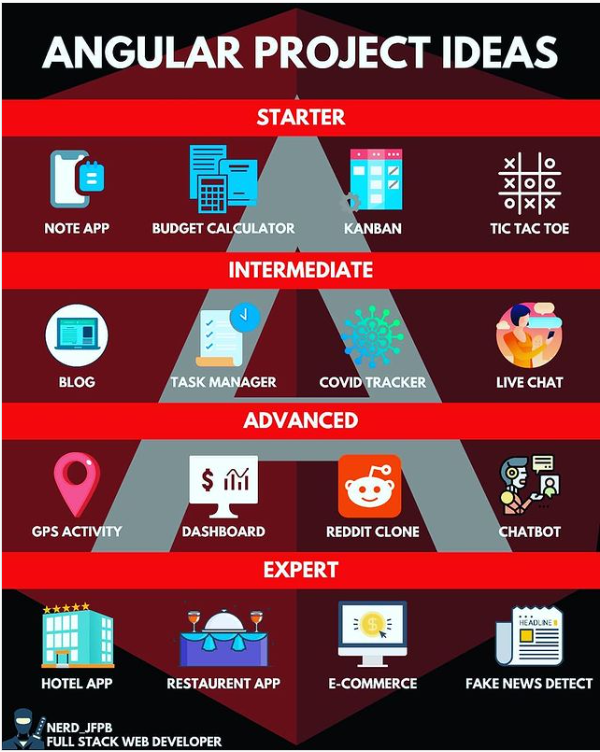 ANGULAR PROJECT IDEAS
STARTER
NOTE APP
BUDGET CALCULATOR
KANBAN
X O
X O O
O X X
TIC TAC TOE
INTERMEDIATE
BLOG
TASK MANAGER
COVID TRACKER
LIVE CHAT
ADVANCED
$
GPS ACTIVITY
DASHBOARD
REDDIT CLONE
CHATBOT
EXPERT
$
HEADLINE
HOTEL APP
RESTAURENT APP
E-COMMERCE
FAKE NEWS DETECT
NERD_JFPB
FULL STACK WEB DEVELOPER